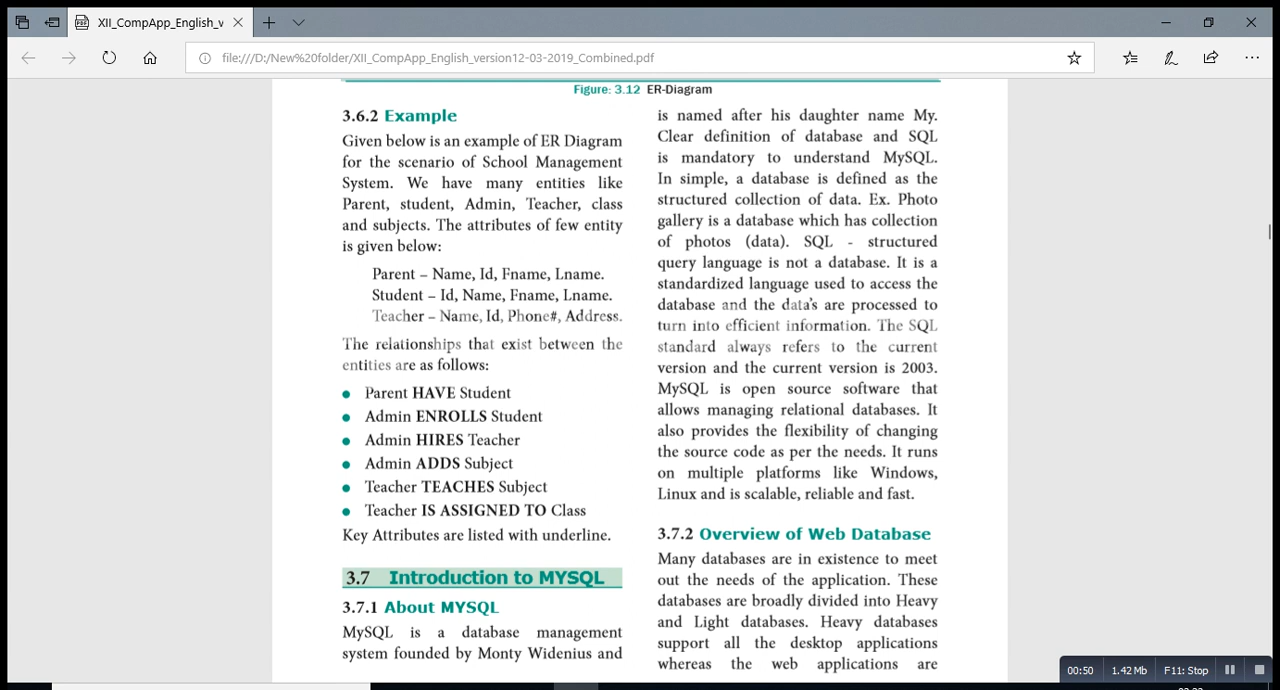 XII_CompApp_English_v
file:///D:/New%20folder/XII_CompApp_English_version12-03-2019_Combined.pdf
Figure: 3.12 ER-Diagram
3.6.2 Example
Given below is an example of ER Diagram
for the scenario of School Management
System. We have many entities like
Parent, student, Admin, Teacher, class
and subjects. The attributes of few entity
is given below:
Parent – Name, Id, Fname, Lname.
Student – Id, Name, Fname, Lname.
Teacher – Name, Id, Phone#, Address.
The relationships that exist between the
entities are as follows:
Parent HAVE Student
Admin ENROLLS Student
Admin HIRES Teacher
Admin ADDS Subject
Teacher TEACHES Subject
Teacher IS ASSIGNED TO Class
Key Attributes are listed with underline.
3.7 Introduction to MYSQL
3.7.1 About MYSQL
MySQL is a database management
system founded by Monty Widenius and
is named after his daughter name My.
Clear definition of database and SQL
is mandatory to understand MySQL.
In simple, a database is defined as the
structured collection of data. Ex. Photo
gallery is a database which has collection
of photos (data). SQL - structured
query language is not a database. It is a
standardized language used to access the
database and the data's are processed to
turn into efficient information. The SQL
standard always refers to the current
version and the current version is 2003.
MySQL is open source software that
allows managing relational databases. It
also provides the flexibility of changing
the source code as per the needs. It runs
on multiple platforms like Windows,
Linux and is scalable, reliable and fast.
3.7.2 Overview of Web Database
Many databases are in existence to meet
out the needs of the application. These
databases are broadly divided into Heavy
and Light databases. Heavy databases
support all the desktop applications
whereas the web applications are
00:50 1.42 Mb F11: Stop